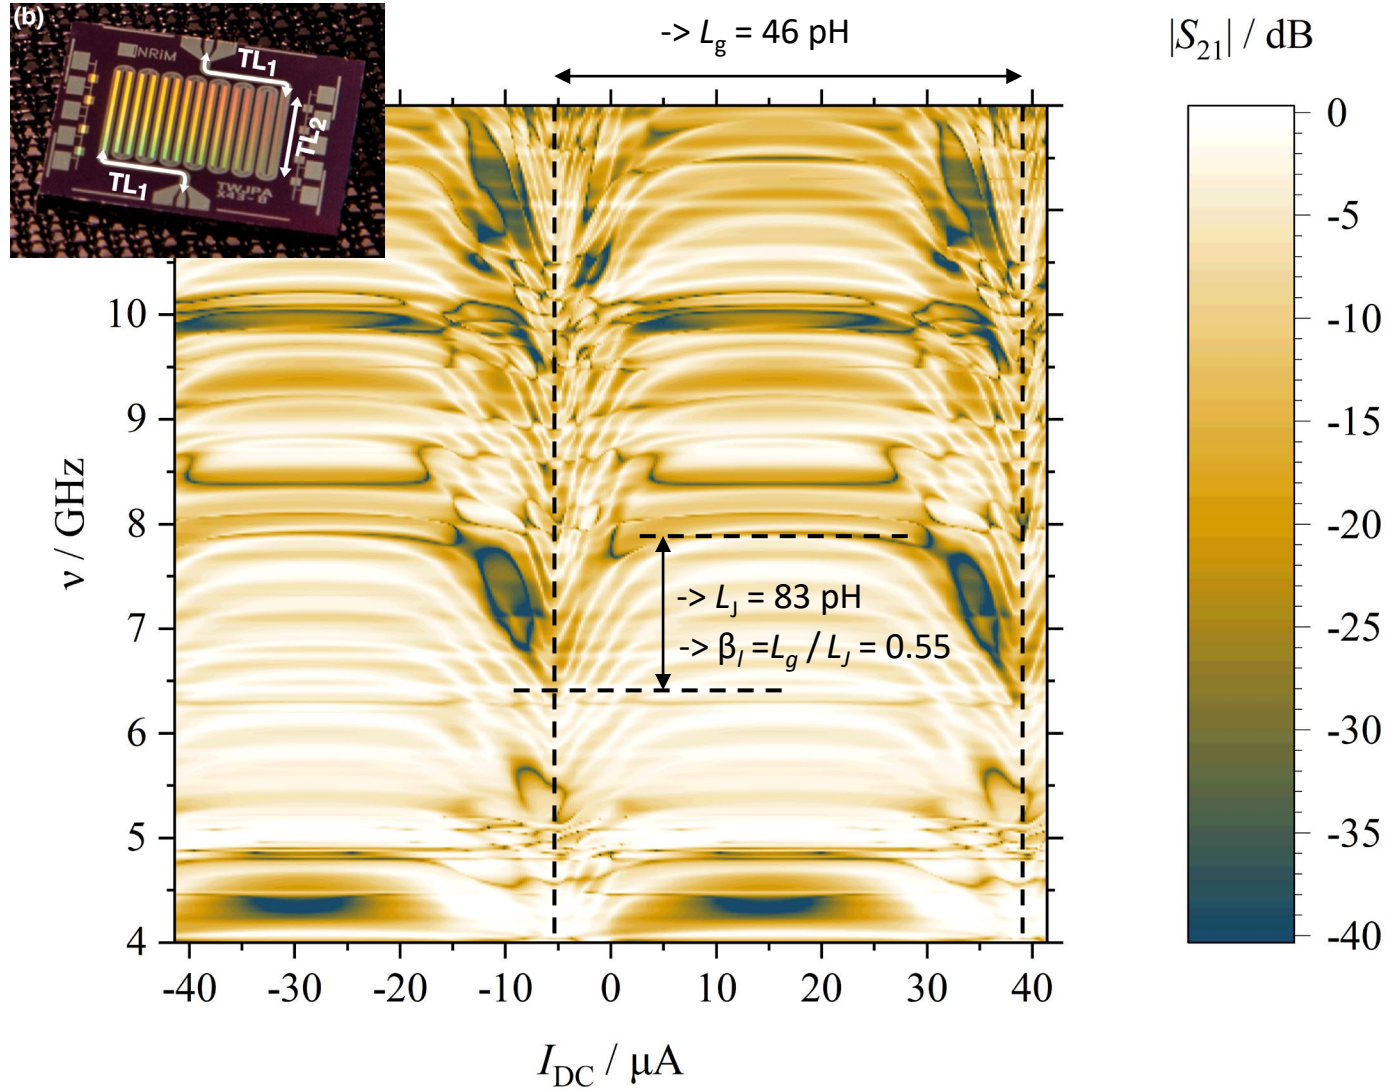 (b)
INRiM
TL1
TL2
TL1
TWJPA
X43-8
-> Lg = 46 pH
|S21| / dB
0
-5
-10
-15
-20
-25
-30
-35
-40
10
9
8
7
6
5
4
ν / GHz
-> LJ = 83 pH
-> βl =Lg / LJ = 0.55
-40 -30 -20 -10 0 10 20 30 40
IDC / μA